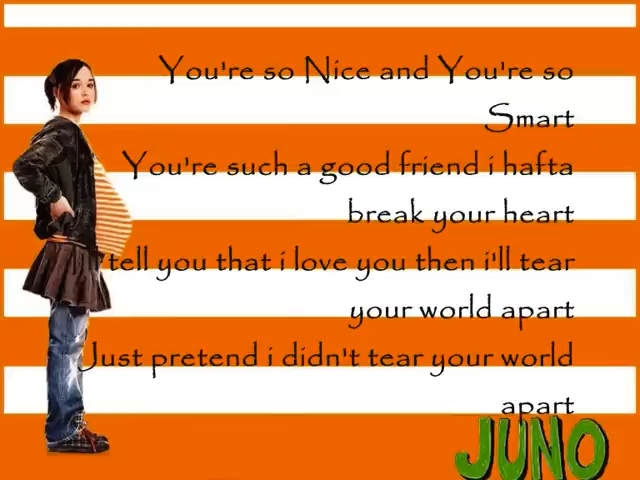 You're so Nice and You're so
Smart
You're such a good friend i hafta
break your heart
tell you that i love you then i'll tear
your world apart
Just pretend i didn't tear your world
apart
JUNO